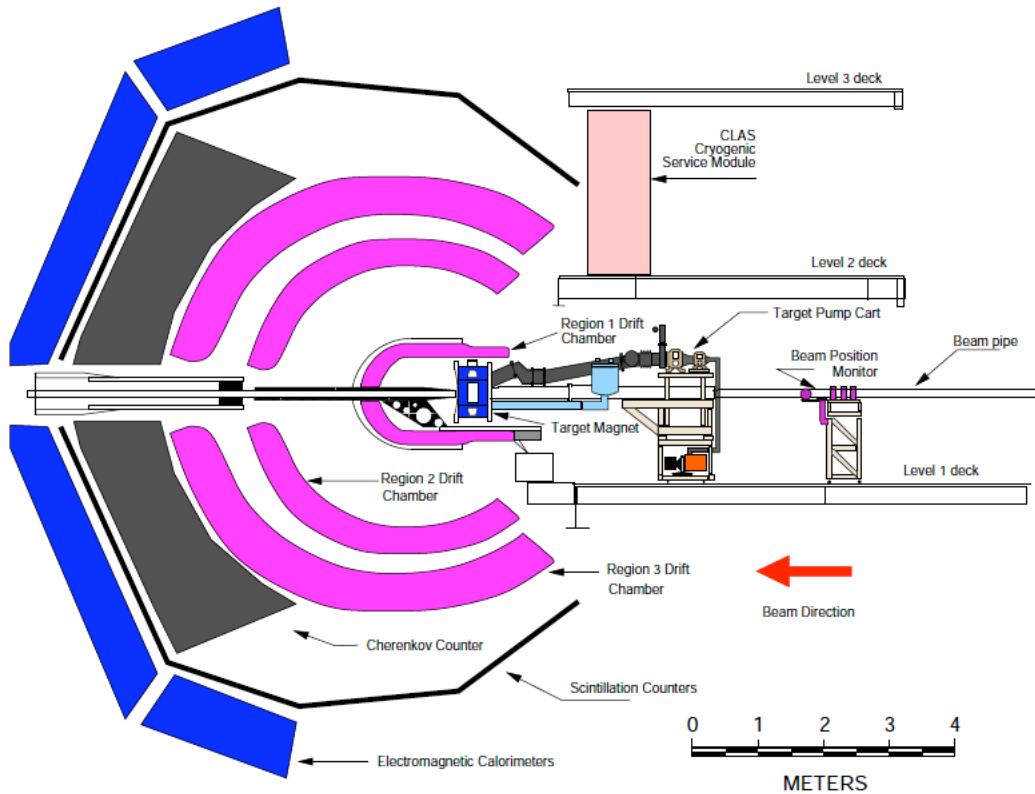 Level 3 deck
CLAS
Cryogenic
Service Module
Level 2 deck
Target Pump Cart
Region 1 Drift
Chamber
Beam pipe
Beam Position
Monitor
Target Magnet
Level 1 deck
Region 2 Drift
Chamber
Region 3 Drift
Chamber
Beam Direction
Cherenkov Counter
Scintillation Counters
0 1 2 3 4
METERS
Electromagnetic Calorimeters